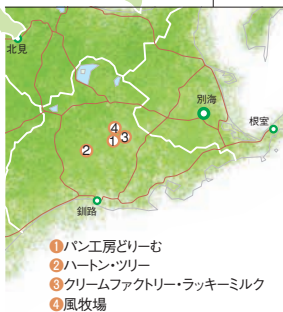 北見
別海
根室
④
①③
②
釧路
①パン工房どりーむ
②ハートン・ツリー
③クリームファクトリー・ラッキーミルク
④風牧場